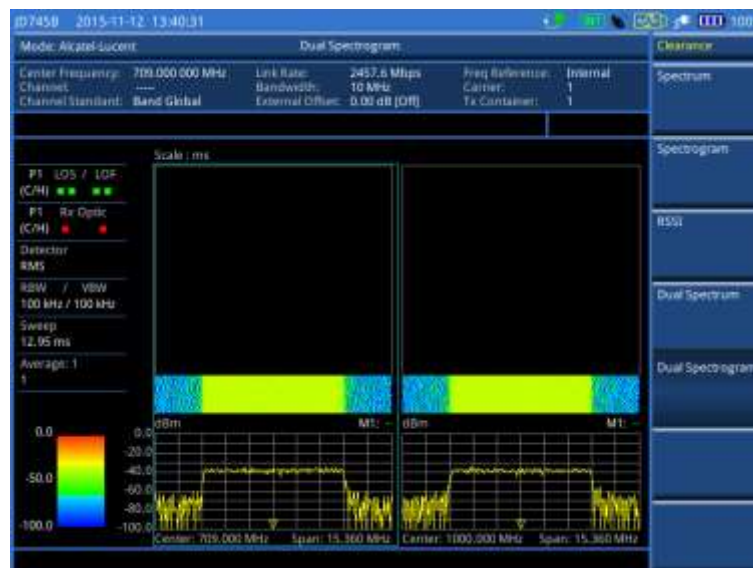 JD745B 2015-11-12 13:40:31
INT
100
Mode: Alcatel-Lucent
Dual Spectrogram
Clearance
Center Frequency: 709.000 000 MHz
Channel: ----
Channel Standard: Band Global
Link Rate: 2457.6 Mbps
Bandwidth: 10 MHz
External Offset: 0.00 dB [Off]
Freq Reference: Internal
Carrier: 1
Tx Container: 1
Spectrum
Spectrogram
RSSI
Dual Spectrum
Dual Spectrogram
Scale : ms
P1 LOS / LOF
(C/H)
P1 Rx Optic
(C/H)
Detector
RMS
RBW / VBW
100 kHz / 100 kHz
Sweep
12.95 ms
Average: 1
1
0.0
-50.0
-100.0
dBm
M1: --
0.0
-20.0
-40.0
-60.0
-80.0
-100.0
Center: 709.000 MHz Span: 15.360 MHz
dBm
M1: --
Center: 1000.000 MHz Span: 15.360 MHz